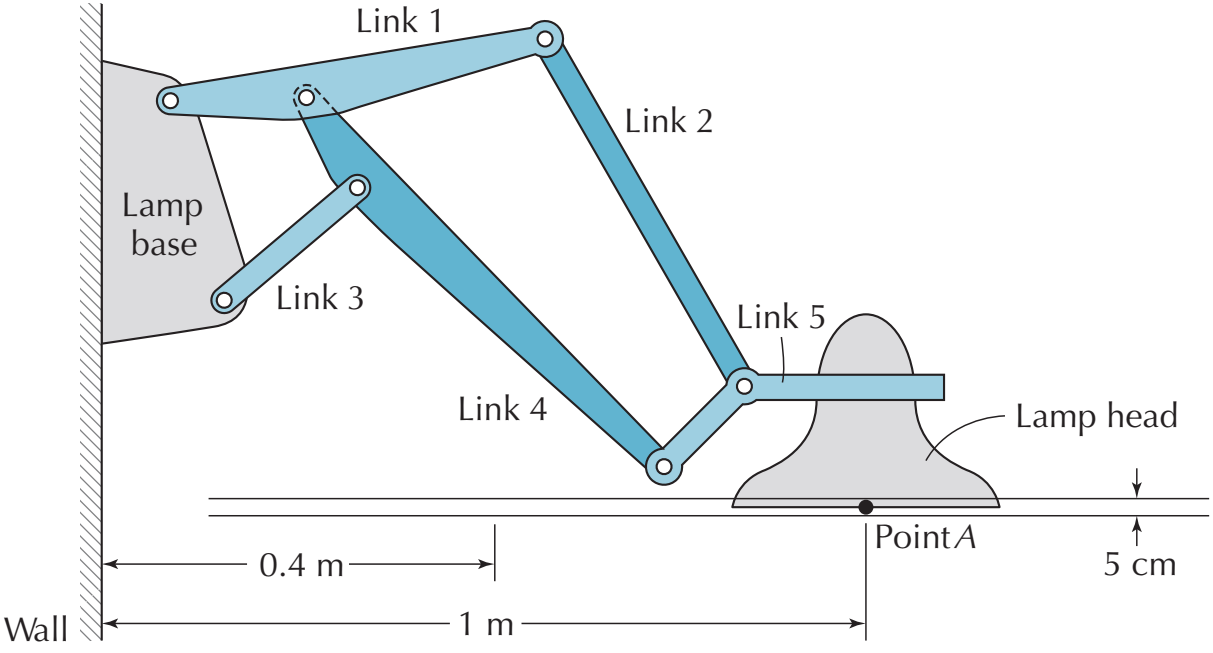 Link 1
Link 2
Lamp
base
Link 3
Link 5
Link 4
Lamp head
Point A
0.4 m
5 cm
1 m
Wall